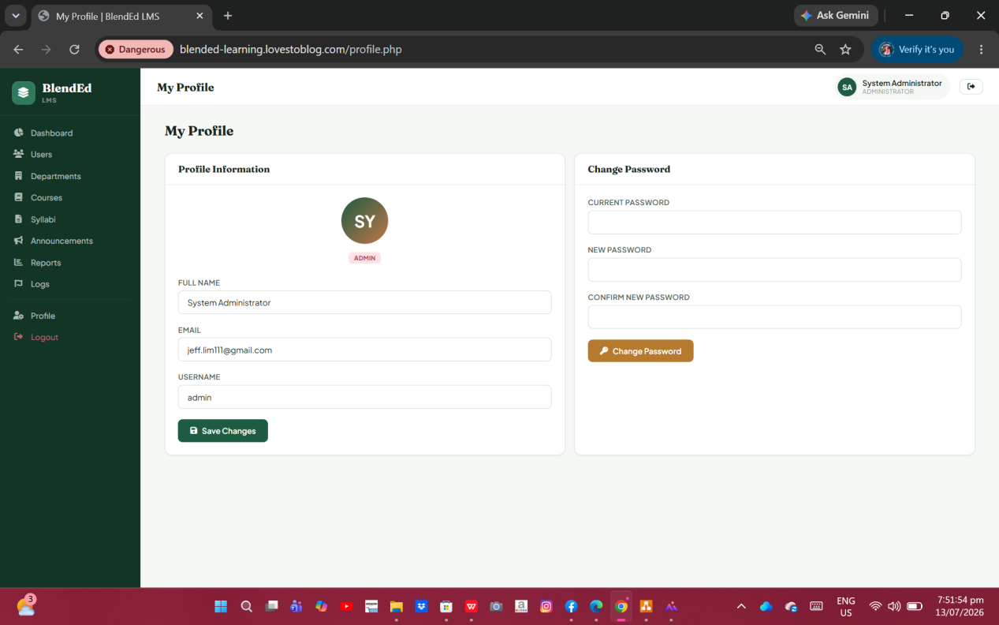 My Profile | BlendEd LMS
Ask Gemini
Dangerous
blended-learning.lovestoblog.com/profile.php
Verify it's you
BlendEd
LMS
My Profile
SA
System Administrator
ADMINISTRATOR
Dashboard
Users
Departments
Courses
Syllabi
Announcements
Reports
Logs
Profile
Logout
My Profile
Profile Information
SY
ADMIN
FULL NAME
System Administrator
EMAIL
jeff.lim111@gmail.com
USERNAME
admin
Save Changes
Change Password
CURRENT PASSWORD
NEW PASSWORD
CONFIRM NEW PASSWORD
Change Password
3
ENG
US
7:51:54 pm
13/07/2026